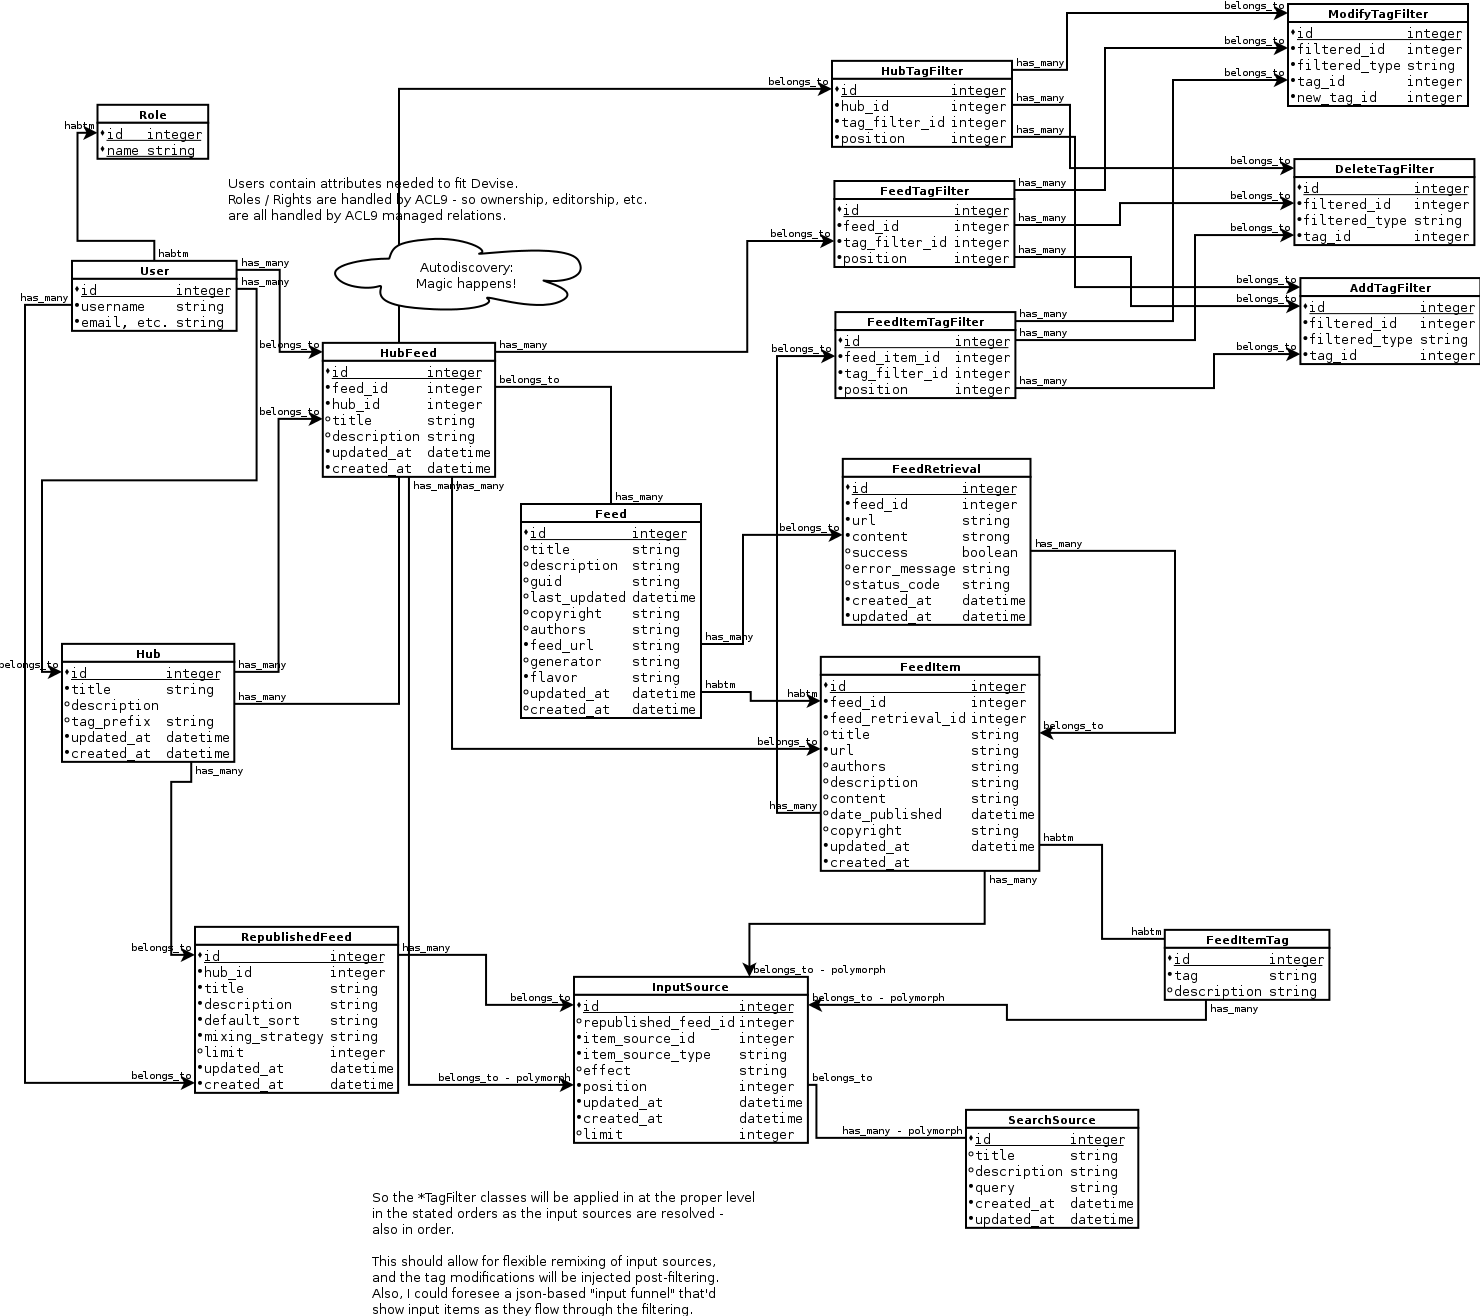 Role
id integer
name string
habtm
habtm
Users contain attributes needed to fit Devise.
Roles / Rights are handled by ACL9 - so ownership, editorship, etc.
are all handled by ACL9 managed relations.
Autodiscovery:
Magic happens!
User
id integer
username string
email, etc. string
has_many
has_many
has_many
HubTagFilter
id integer
hub_id integer
tag_filter_id integer
position integer
belongs_to
has_many
has_many
has_many
ModifyTagFilter
id integer
filtered_id integer
filtered_type string
tag_id integer
new_tag_id integer
belongs_to
belongs_to
belongs_to
FeedTagFilter
id integer
feed_id integer
tag_filter_id integer
position integer
belongs_to
has_many
has_many
has_many
DeleteTagFilter
id integer
filtered_id integer
filtered_type string
tag_id integer
belongs_to
belongs_to
belongs_to
FeedItemTagFilter
id integer
feed_item_id integer
tag_filter_id integer
position integer
belongs_to
has_many
has_many
has_many
AddTagFilter
id integer
filtered_id integer
filtered_type string
tag_id integer
belongs_to
belongs_to
belongs_to
HubFeed
id integer
feed_id integer
hub_id integer
title string
description string
updated_at datetime
created_at datetime
belongs_to
belongs_to
has_many
belongs_to
has_many
has_many
Feed
id integer
title string
description string
guid string
last_updated datetime
copyright string
authors string
feed_url string
generator string
flavor string
updated_at datetime
created_at datetime
has_many
has_many
habtm
FeedRetrieval
id integer
feed_id integer
url string
content strong
success boolean
error_message string
status_code string
created_at datetime
updated_at datetime
belongs_to
has_many
Hub
id integer
title string
description
tag_prefix string
updated_at datetime
created_at datetime
belongs_to
has_many
has_many
has_many
FeedItem
id integer
feed_id integer
feed_retrieval_id integer
title string
url string
authors string
description string
content string
date_published datetime
copyright string
updated_at datetime
created_at
habtm
belongs_to
belongs_to
has_many
habtm
has_many
RepublishedFeed
id integer
hub_id integer
title string
description string
default_sort string
mixing_strategy string
limit integer
updated_at datetime
created_at datetime
belongs_to
belongs_to
has_many
FeedItemTag
id integer
tag string
description string
habtm
has_many
InputSource
id integer
republished_feed_id integer
item_source_id integer
item_source_type string
effect string
position integer
updated_at datetime
created_at datetime
limit integer
belongs_to - polymorph
belongs_to - polymorph
belongs_to
belongs_to - polymorph
belongs_to
SearchSource
id integer
title string
description string
query string
created_at datetime
updated_at datetime
has_many - polymorph
So the *TagFilter classes will be applied in at the proper level
in the stated orders as the input sources are resolved -
also in order.
This should allow for flexible remixing of input sources,
and the tag modifications will be injected post-filtering.
Also, I could foresee a json-based "input funnel" that'd
show input items as they flow through the filtering.